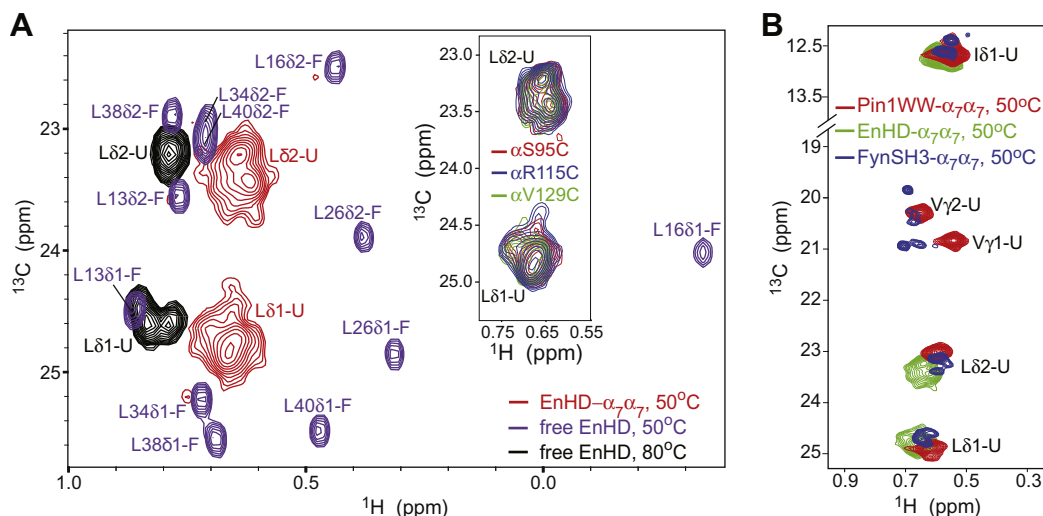 A
B
L16δ2-F
L38δ2-F
L34δ2-F
L40δ2-F
Lδ2-U
Lδ2-U
L13δ2-F
L26δ2-F
L13δ1-F
Lδ1-U
Lδ1-U
L26δ1-F
L16δ1-F
L34δ1-F
L38δ1-F
L40δ1-F
EnHD–α₇α₇, 50°C
free EnHD, 50°C
free EnHD, 80°C
23
24
25
¹³C (ppm)
1.0
0.5
0.0
¹H (ppm)
23.0
23.5
24.0
24.5
25.0
¹³C (ppm)
Lδ2-U
αS95C
αR115C
αV129C
Lδ1-U
0.75
0.65
0.55
¹H (ppm)
12.5
13.5
19
20
21
22
23
24
25
¹³C (ppm)
Iδ1-U
Pin1WW-α₇α₇, 50°C
EnHD-α₇α₇, 50°C
FynSH3-α₇α₇, 50°C
Vγ2-U
Vγ1-U
Lδ2-U
Lδ1-U
0.9
0.6
0.3
¹H (ppm)